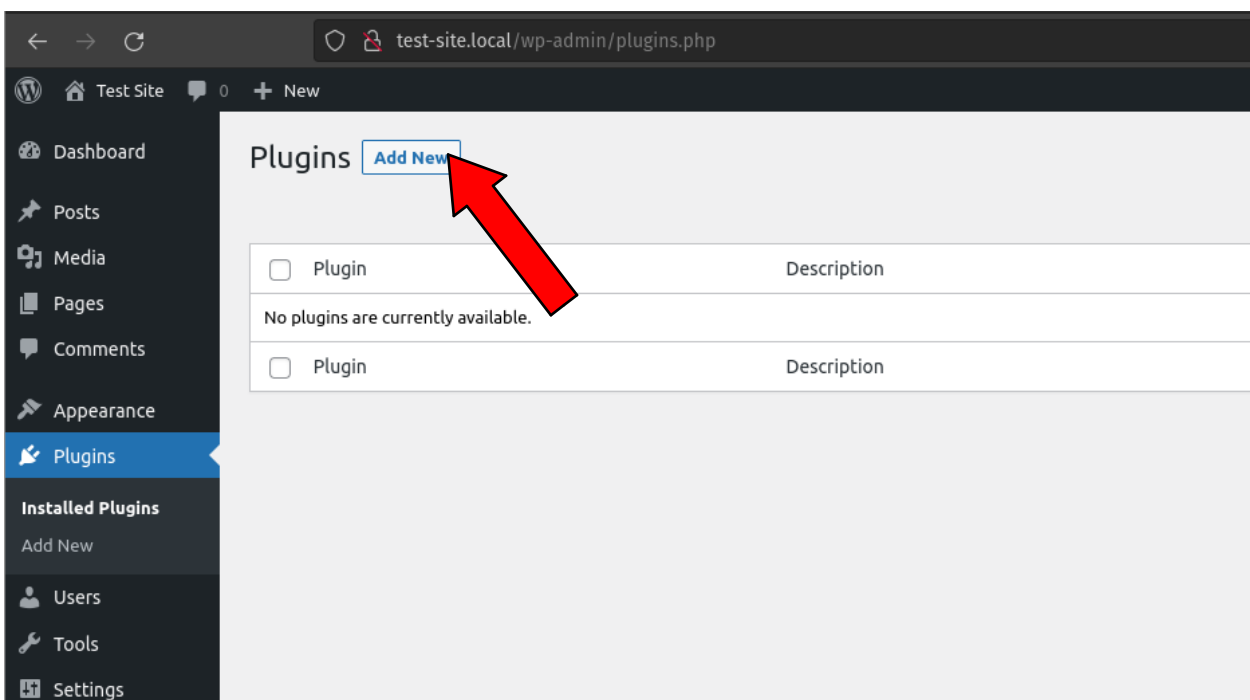 test-site.local/wp-admin/plugins.php
Test Site 0 New
Dashboard
Posts
Media
Pages
Comments
Appearance
Plugins
Installed Plugins
Add New
Users
Tools
Settings
Plugins Add New
Plugin Description
No plugins are currently available.
Plugin Description